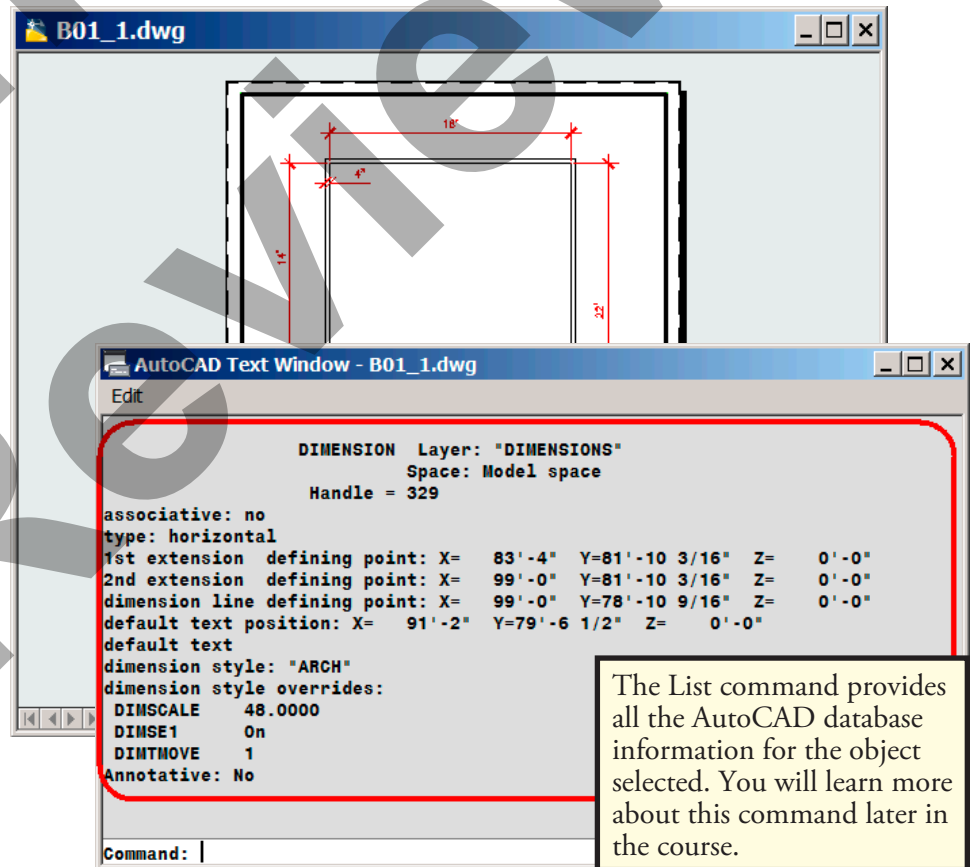 B01_1.dwg
16'
4"
14'
22'
AutoCAD Text Window - B01_1.dwg
Edit
DIMENSION Layer: "DIMENSIONS"
Space: Model space
Handle = 329
associative: no
type: horizontal
1st extension defining point: X= 83'-4" Y=81'-10 3/16" Z= 0'-0"
2nd extension defining point: X= 99'-0" Y=81'-10 3/16" Z= 0'-0"
dimension line defining point: X= 99'-0" Y=78'-10 9/16" Z= 0'-0"
default text position: X= 91'-2" Y=79'-6 1/2" Z= 0'-0"
default text
dimension style: "ARCH"
dimension style overrides:
DIMSCALE 48.0000
DIMSE1 On
DIMTMOVE 1
Annotative: No
Command:
The List command provides
all the AutoCAD database
information for the object
selected. You will learn more
about this command later in
the course.